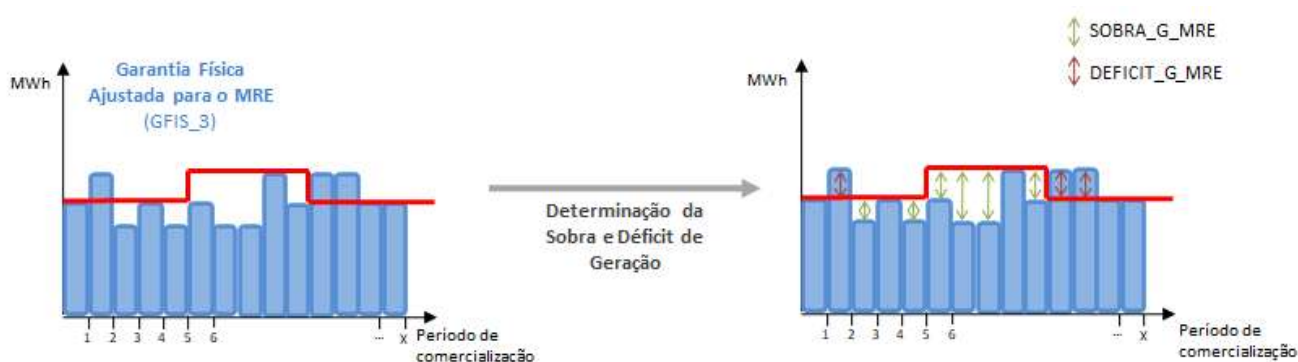 MWh
Garantia Física
Ajustada para o MRE
(GFIS_3)
1 2 3 4 5 6 ... X
Período de
comercialização
Determinação da
Sobra e Déficit de
Geração
SOBRA_G_MRE
DEFICIT_G_MRE
MWh
1 2 3 4 5 6 ... X
Período de
comercialização